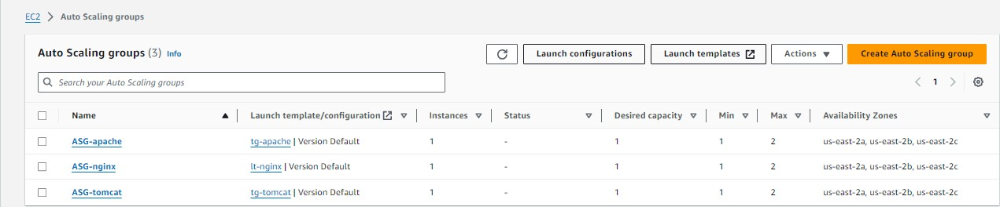 EC2 > Auto Scaling groups
Auto Scaling groups (3) Info Launch configurations Launch templates Actions Create Auto Scaling group
Search your Auto Scaling groups 1
Name Launch template/configuration Instances Status Desired capacity Min Max Availability Zones
ASG-apache tg-apache | Version Default 1 - 1 1 2 us-east-2a, us-east-2b, us-east-2c
ASG-nginx lt-nginx | Version Default 1 - 1 1 2 us-east-2a, us-east-2b, us-east-2c
ASG-tomcat tg-tomcat | Version Default 1 - 1 1 2 us-east-2a, us-east-2b, us-east-2c